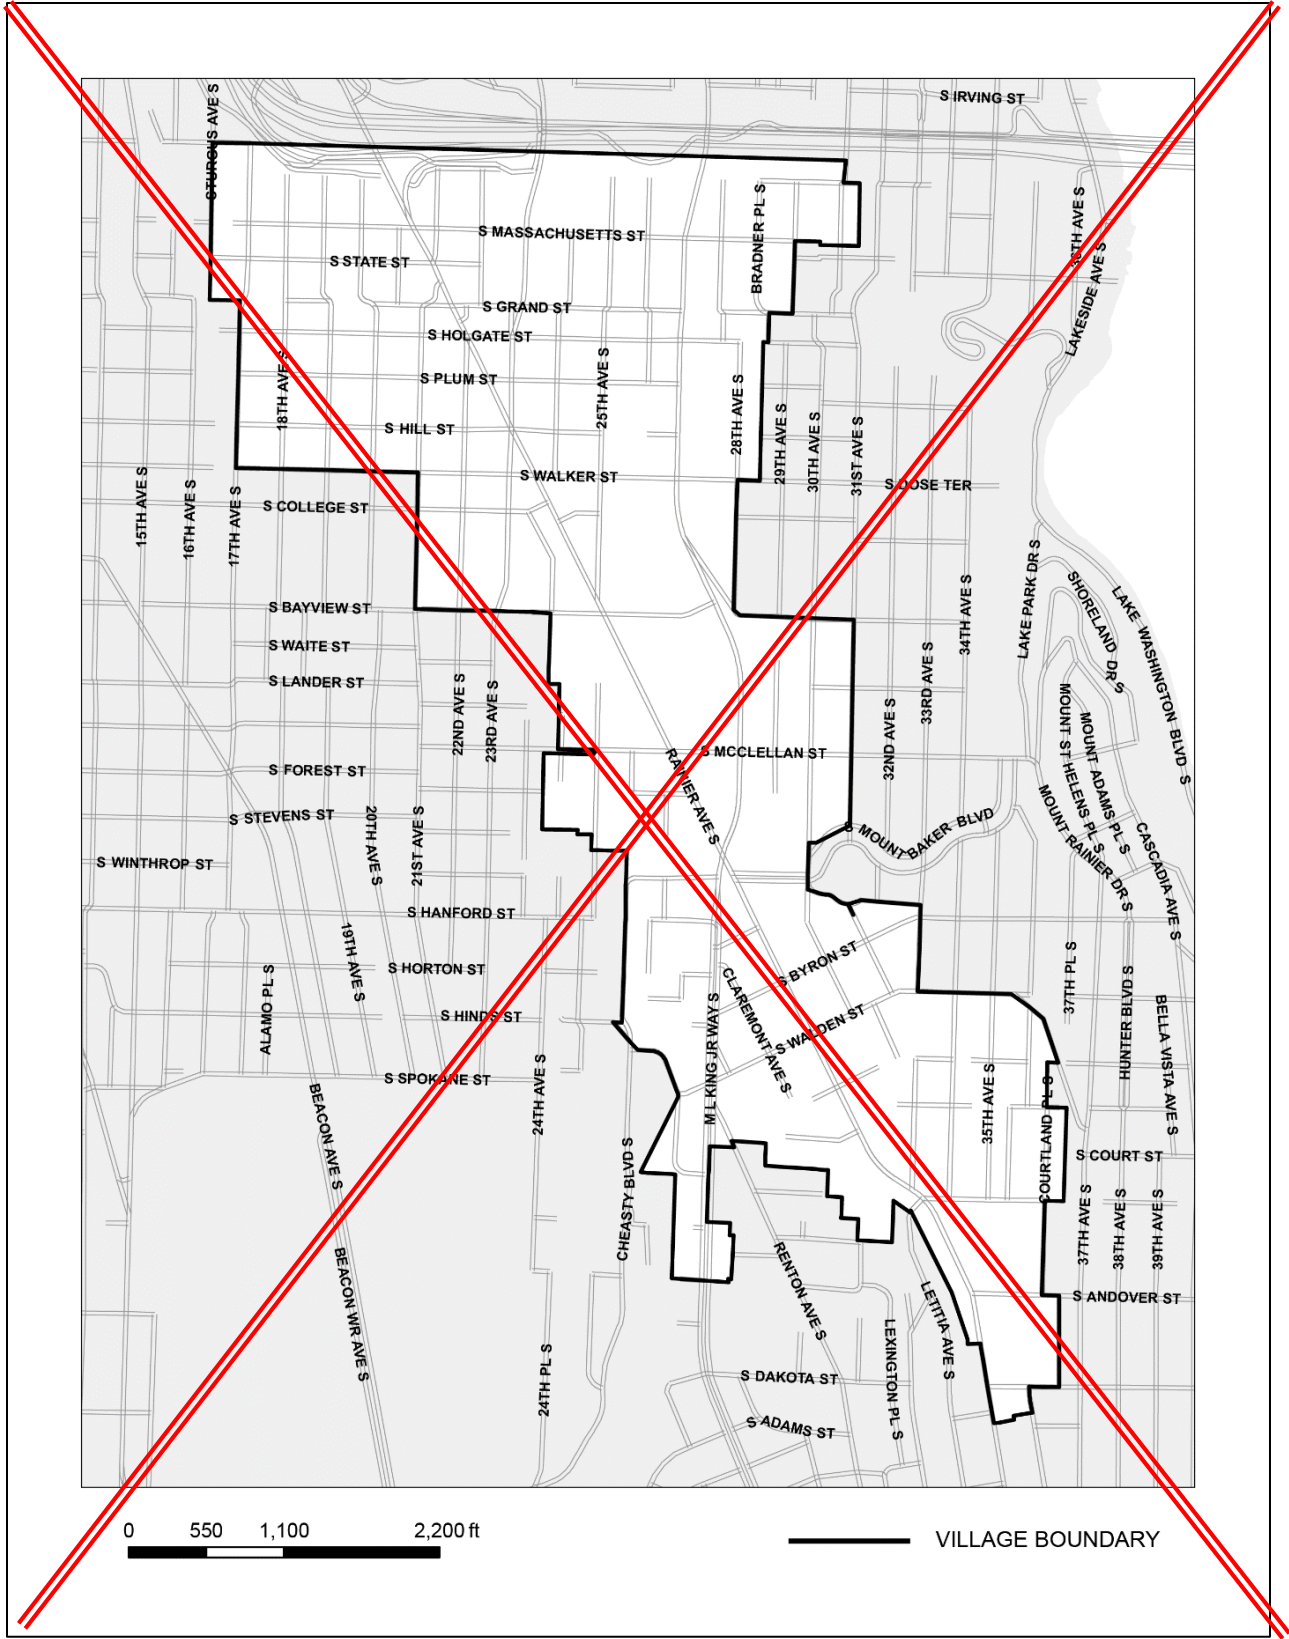 S IRVING ST
STURGUS AVE S
36TH AVE S
BRADNER PL S
S MASSACHUSETTS ST
S STATE ST
LAKESIDE AVE S
S GRAND ST
S HOLGATE ST
S PLUM ST
18TH AVE S
25TH AVE S
28TH AVE S
29TH AVE S
30TH AVE S
31ST AVE S
S HILL ST
S WALKER ST
S DOSE TER
15TH AVE S
16TH AVE S
17TH AVE S
S COLLEGE ST
LAKE PARK DR S
SHORELAND DR S
LAKE WASHINGTON BLVD S
34TH AVE S
S BAYVIEW ST
S WAITE ST
S LANDER ST
33RD AVE S
22ND AVE S
23RD AVE S
32ND AVE S
MOUNT ST HELENS PL S
MOUNT ADAMS PL S
S MCCLELLAN ST
RAINIER AVE S
S FOREST ST
S STEVENS ST
20TH AVE S
21ST AVE S
S MOUNT BAKER BLVD
MOUNT RAINIER DR S
CASCADIA AVE S
S WINTHROP ST
S HANFORD ST
19TH AVE S
S HORTON ST
ALAMO PL S
S BYRON ST
37TH PL S
HUNTER BLVD S
BELLA VISTA AVE S
CLAREMONT AVE S
M L KING JR WAY S
S HINDS ST
S WALDEN ST
S SPOKANE ST
24TH AVE S
35TH AVE S
COURTLAND PL S
BEACON AVE S
CHEASTY BLVD S
S COURT ST
37TH AVE S
38TH AVE S
39TH AVE S
BEACON WR AVE S
RENTON AVE S
LETITIA AVE S
S ANDOVER ST
24TH PL S
LEXINGTON PL S
S DAKOTA ST
S ADAMS ST
0 550 1,100 2,200 ft
VILLAGE BOUNDARY